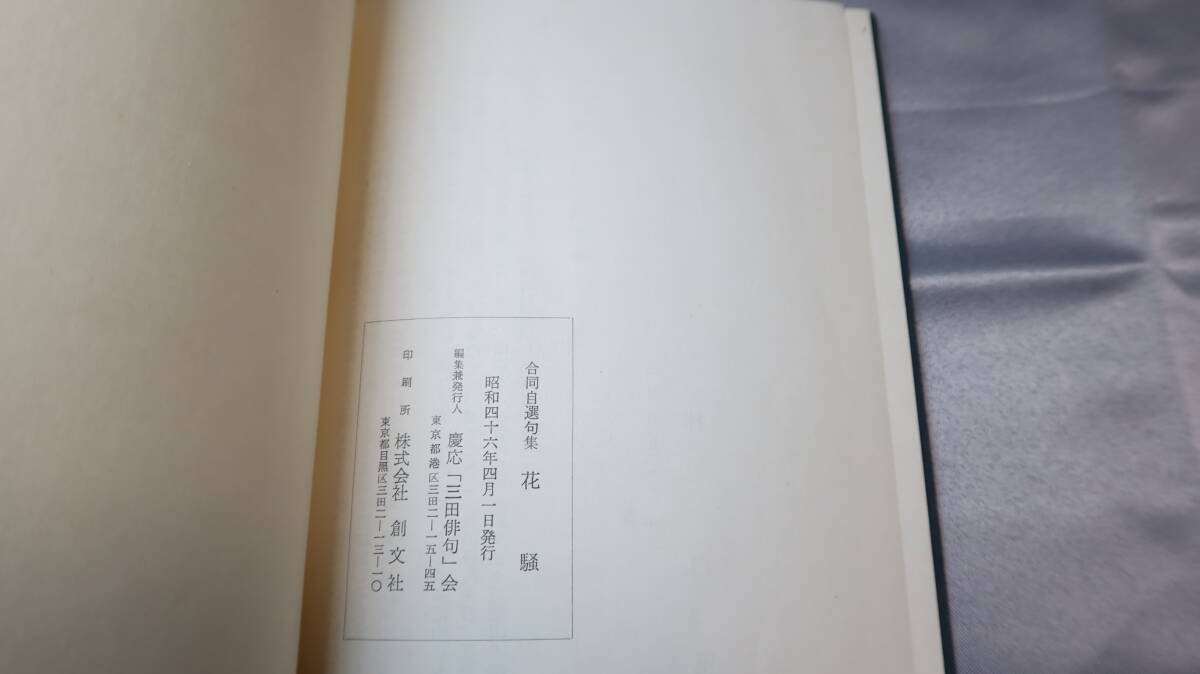 合同自選句集　花　騒
昭和四十六年四月一日発行
編集兼発行人　慶応「三田俳句」会
東京都港区三田二―一五―四五
印刷所　株式会社　創文社
東京都目黒区三田二―一三―一〇